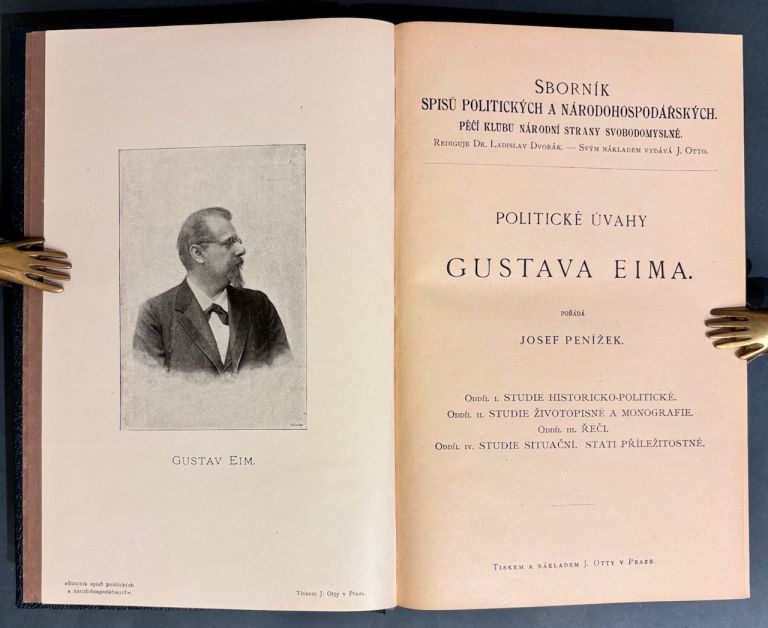 GUSTAV EIM.
»Sborník spisů politických
a národohospodářských«.
TISKEM J. OTTY V PRAZE.
SBORNÍK
SPISŮ POLITICKÝCH A NÁRODOHOSPODÁŘSKÝCH.
PÉČÍ KLUBU NÁRODNÍ STRANY SVOBODOMYSLNÉ.
REDIGUJE DR. LADISLAV DVOŘÁK. — SVÝM NÁKLADEM VYDÁVÁ J. OTTO.
POLITICKÉ ÚVAHY
GUSTAVA EIMA.
POŘÁDÁ
JOSEF PENÍŽEK.
ODDÍL I. STUDIE HISTORICKO-POLITICKÉ.
ODDÍL II. STUDIE ŽIVOTOPISNÉ A MONOGRAFIE.
ODDÍL III. ŘEČI.
ODDÍL IV. STUDIE SITUAČNÍ. STATI PŘÍLEŽITOSTNÉ.
TISKEM A NÁKLADEM J. OTTY V PRAZE.